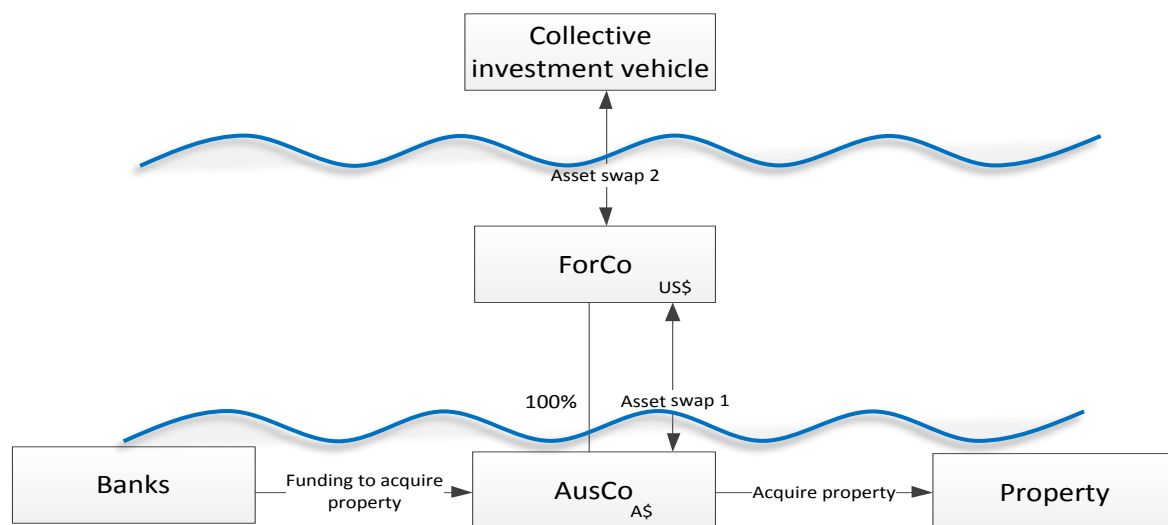 Collective
investment vehicle
Asset swap 2
ForCo
US$
100%
Asset swap 1
Banks
Funding to acquire
property
AusCo
A$
Acquire property
Property